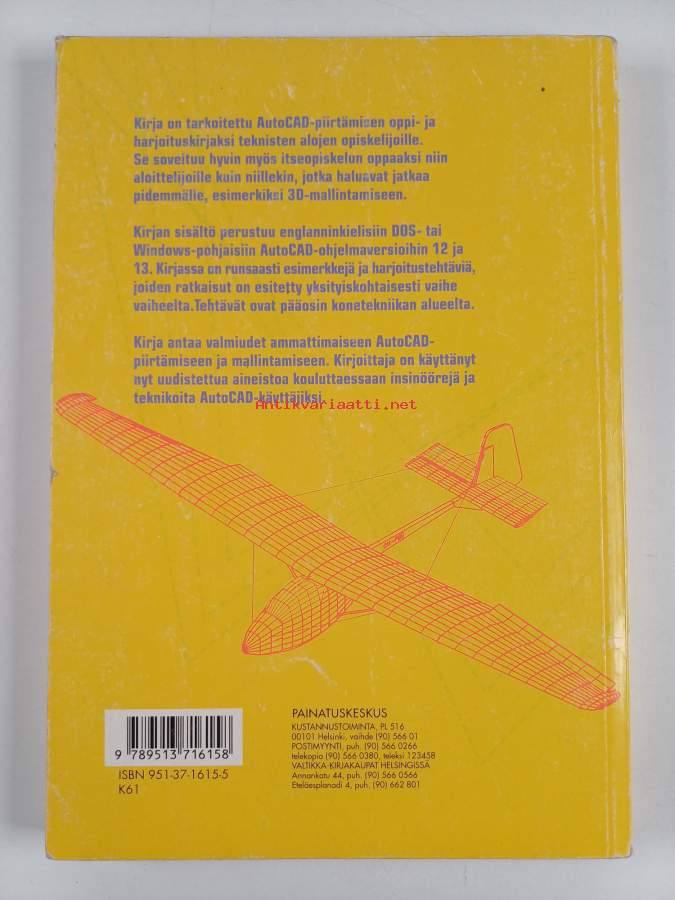 Kirja on tarkoitettu AutoCAD-piirtämisen oppi- ja
harjoituskirjaksi teknisten alojen opiskelijoille.
Se soveltuu hyvin myös itseopiskelun oppaaksi niin
aloittelijoille kuin niillekin, jotka haluavat jatkaa
pidemmälle, esimerkiksi 3D-mallintamiseen.
Kirjan sisältö perustuu englanninkielisiin DOS- tai
Windows-pohjaisiin AutoCAD-ohjelmaversioihin 12 ja
13. Kirjassa on runsaasti esimerkkejä ja harjoitustehtäviä,
joiden ratkaisut on esitetty yksityiskohtaisesti vaihe
vaiheelta. Tehtävät ovat pääosin konetekniikan alueelta.
Kirja antaa valmiudet ammattimaiseen AutoCAD-
piirtämiseen ja mallintamiseen. Kirjoittaja on käyttänyt
nyt uudistettua aineistoa kouluttaessaan insinöörejä ja
teknikoita AutoCAD-käyttäjiksi.
Antikvariaatti.net
9 789513 716158
ISBN 951-37-1615-5
K61
PAINATUSKESKUS
KUSTANNUSTOIMINTA, PL 516
00101 Helsinki, vaihde (90) 566 01
POSTIMYYNTI, puh. (90) 566 0266
telekopio (90) 566 0380, teleksi 123458
VALTIKKA-KIRJAKAUPAT HELSINGISSÄ
Annankatu 44, puh. (90) 566 0566
Eteläesplanadi 4, puh. (90) 662 801